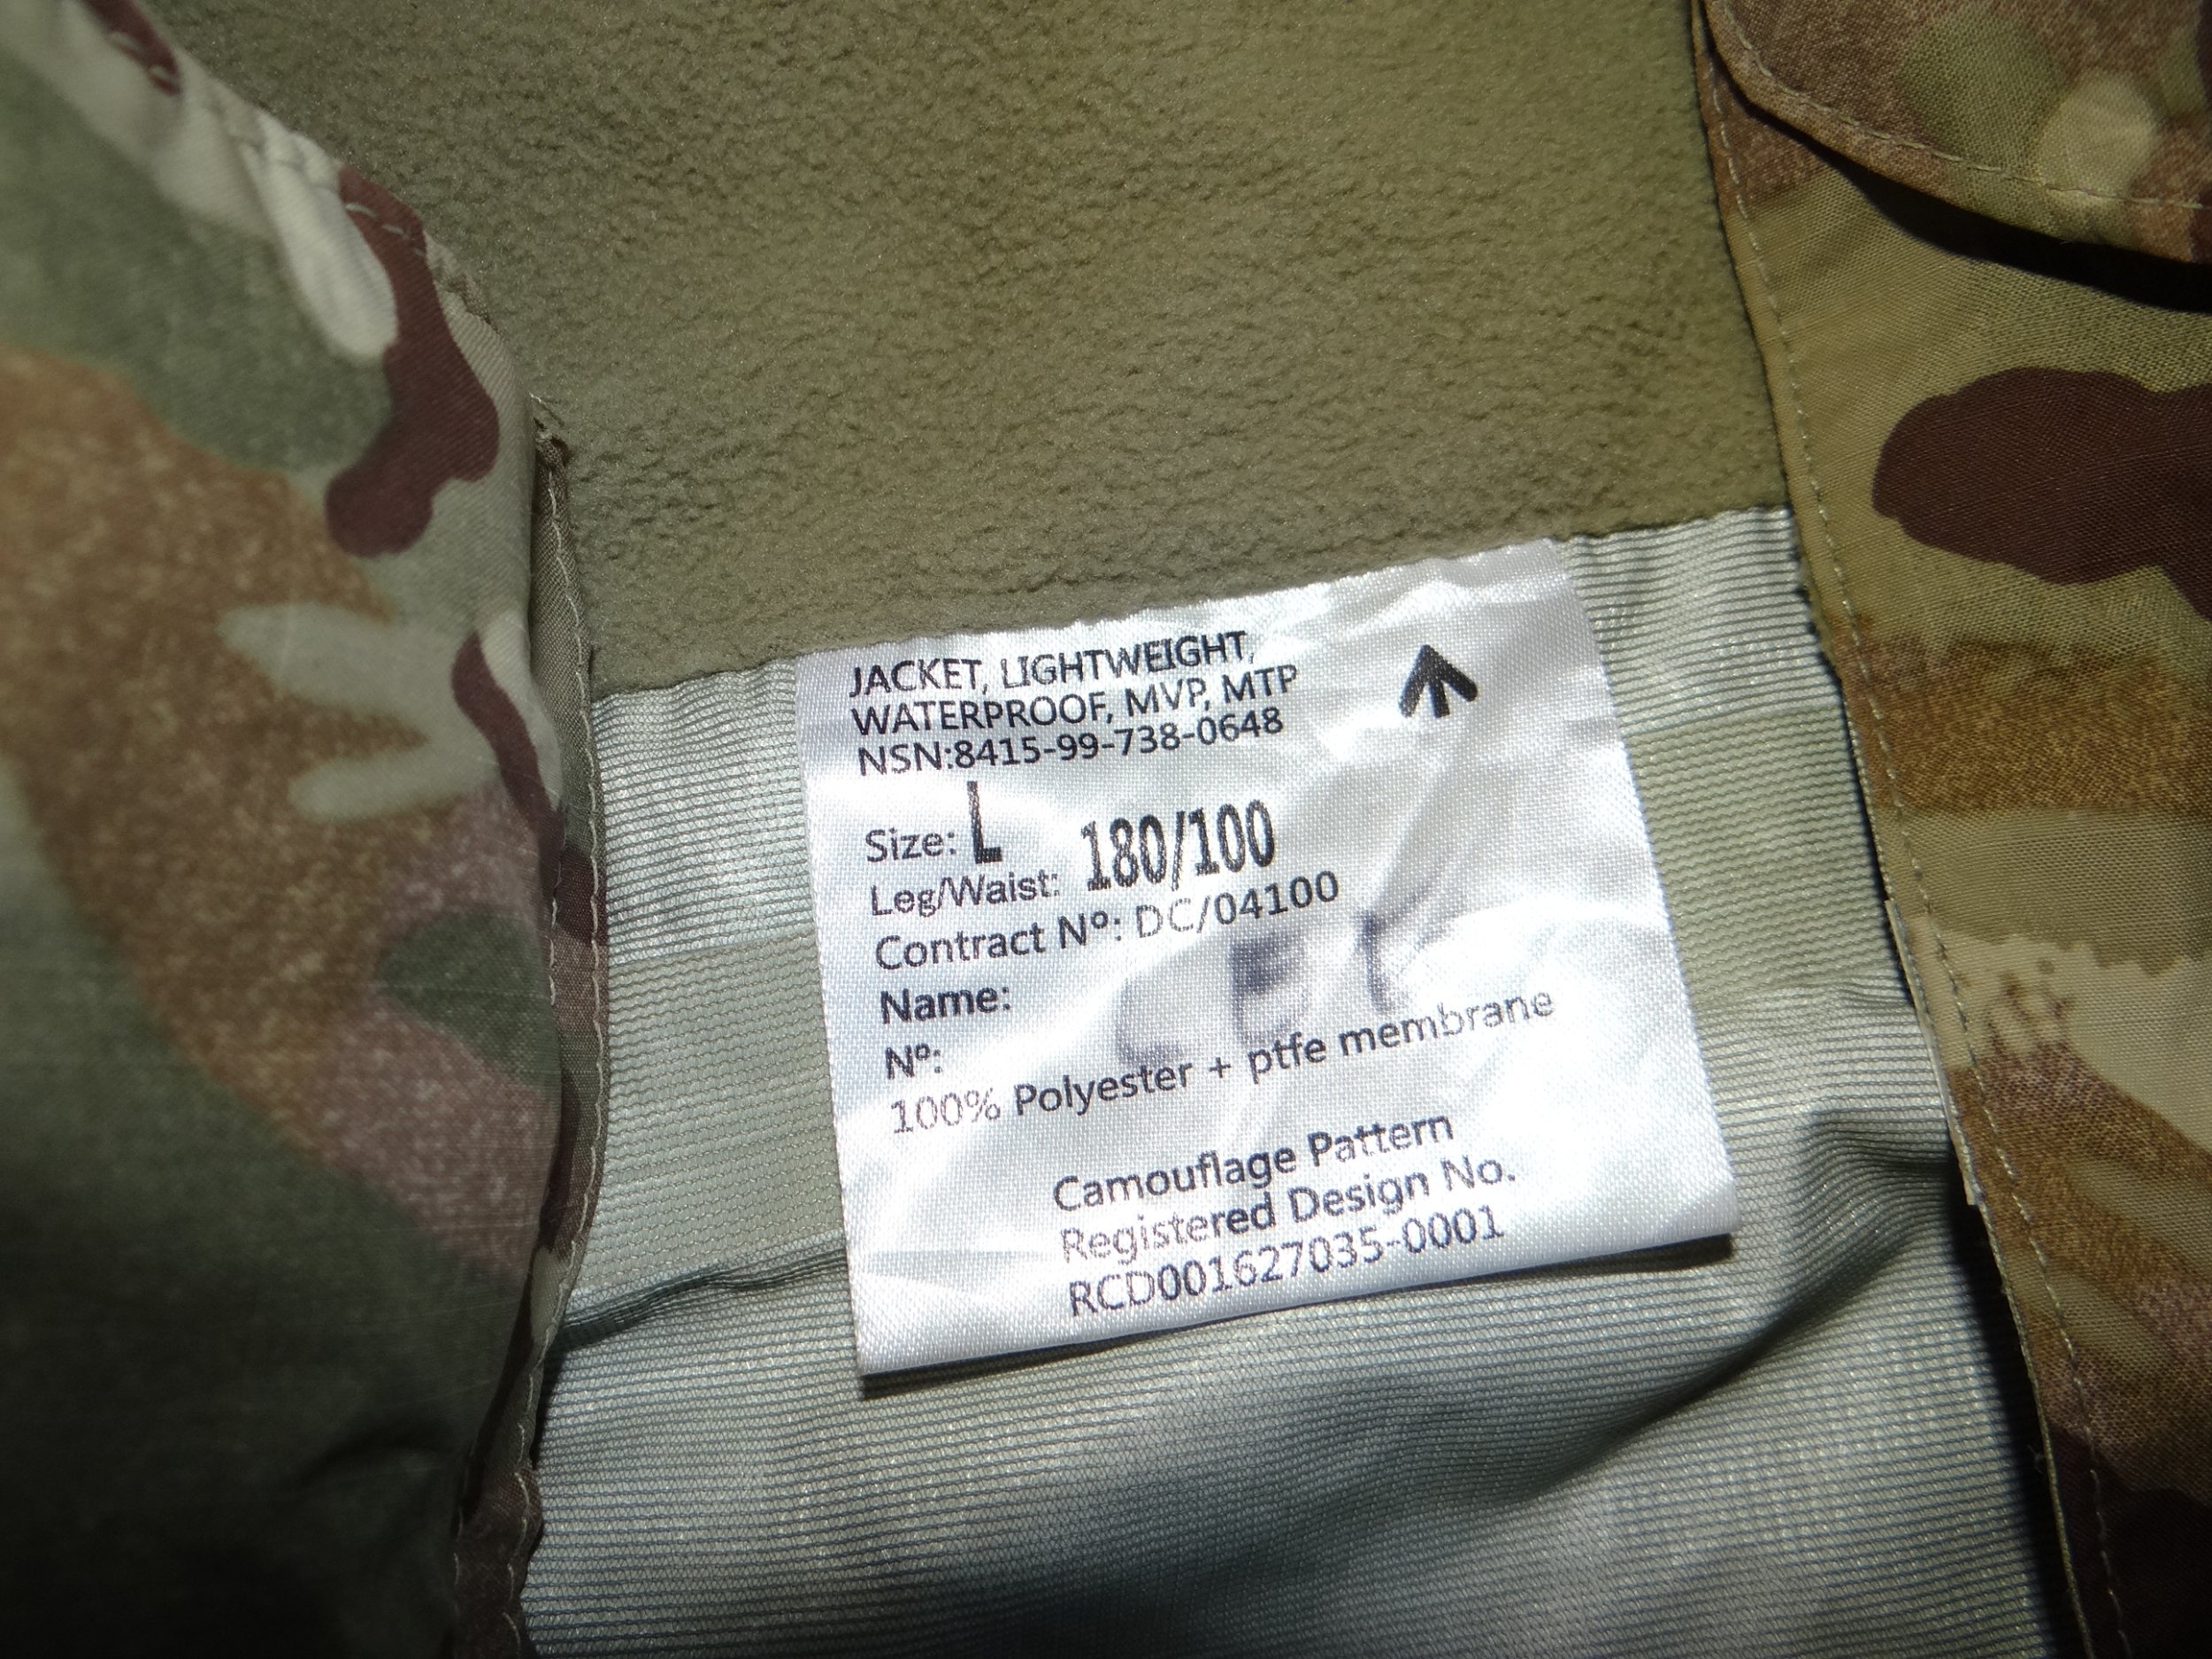 JACKET, LIGHTWEIGHT,
WATERPROOF, MVP, MTP
NSN:8415-99-738-0648
Size: L
Leg/Waist: 180/100
Contract Nº: DC/04100
Name:
Nº:
100% Polyester + ptfe membrane
Camouflage Pattern
Registered Design No.
RCD001627035-0001